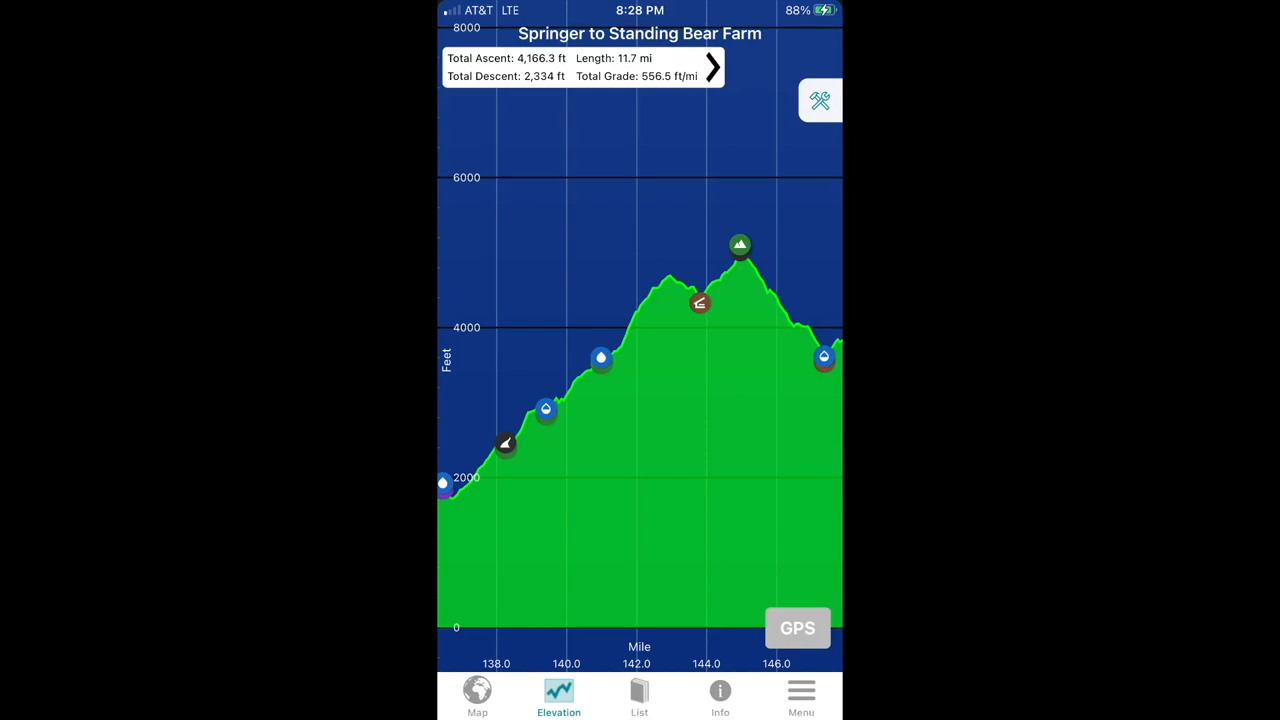 AT&T LTE 8:28 PM 88%
8000
Springer to Standing Bear Farm
Total Ascent: 4,166.3 ft Length: 11.7 mi
Total Descent: 2,334 ft Total Grade: 556.5 ft/mi
6000
4000
Feet
2000
0
GPS
Mile
138.0 140.0 142.0 144.0 146.0
Map Elevation List Info Menu